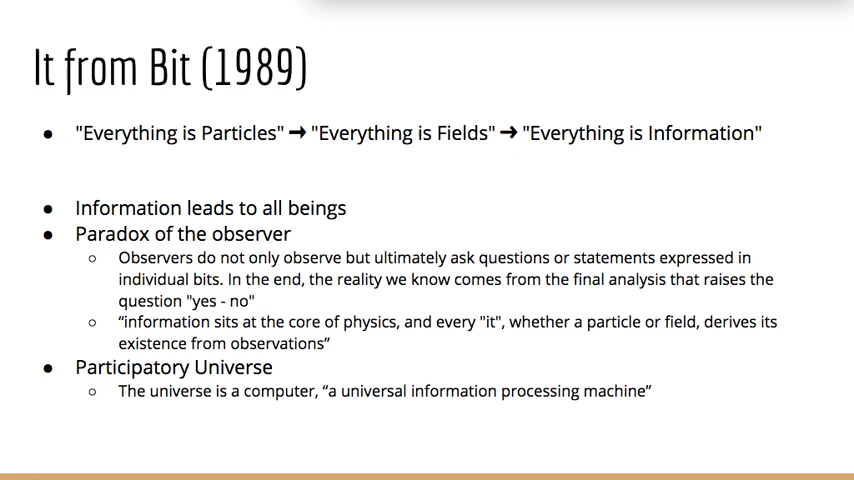 It from Bit (1989)
● "Everything is Particles" → "Everything is Fields" → "Everything is Information"
● Information leads to all beings
● Paradox of the observer
○ Observers do not only observe but ultimately ask questions or statements expressed in
individual bits. In the end, the reality we know comes from the final analysis that raises the
question "yes - no"
○ “information sits at the core of physics, and every "it", whether a particle or field, derives its
existence from observations”
● Participatory Universe
○ The universe is a computer, “a universal information processing machine”